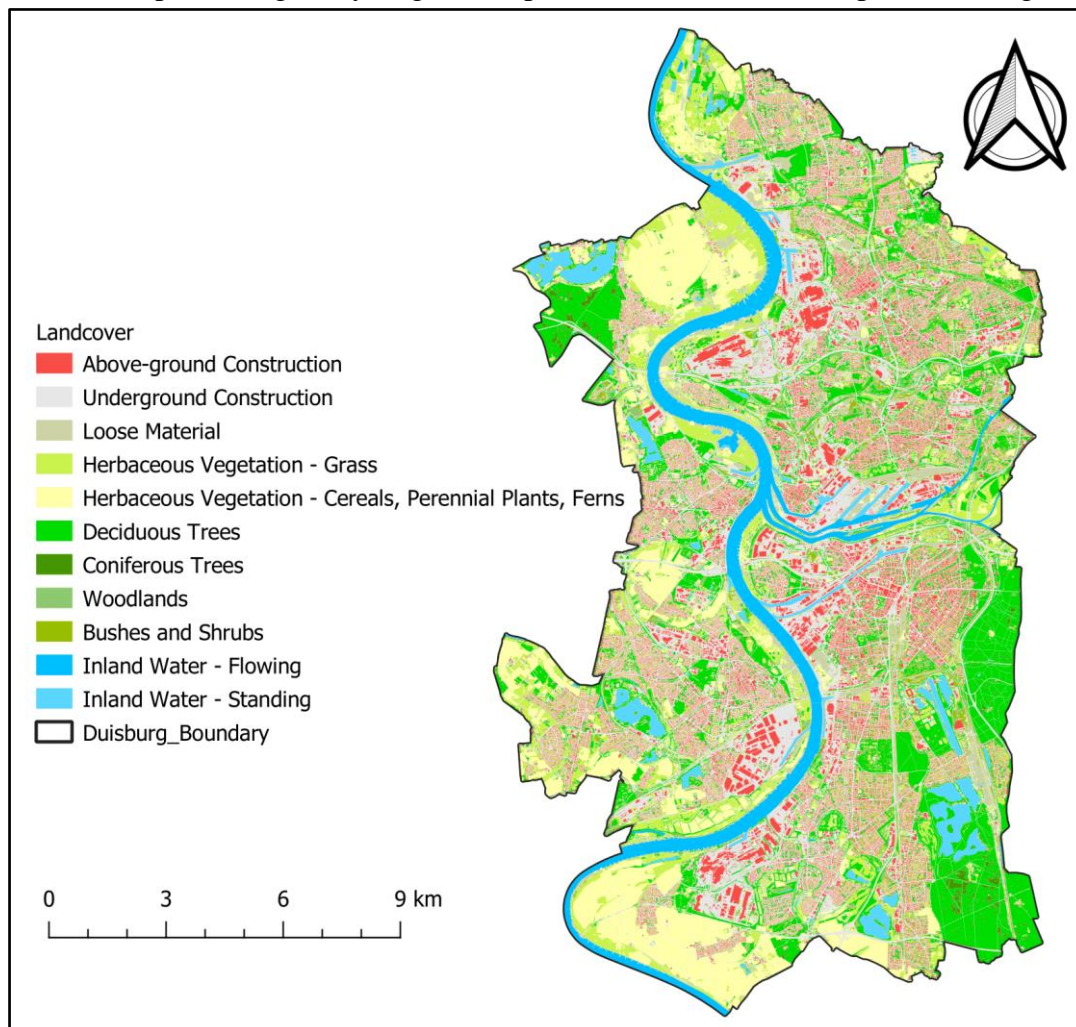 Landcover
Above-ground Construction
Underground Construction
Loose Material
Herbaceous Vegetation - Grass
Herbaceous Vegetation - Cereals, Perennial Plants, Ferns
Deciduous Trees
Coniferous Trees
Woodlands
Bushes and Shrubs
Inland Water - Flowing
Inland Water - Standing
Duisburg_Boundary
0 3 6 9 km